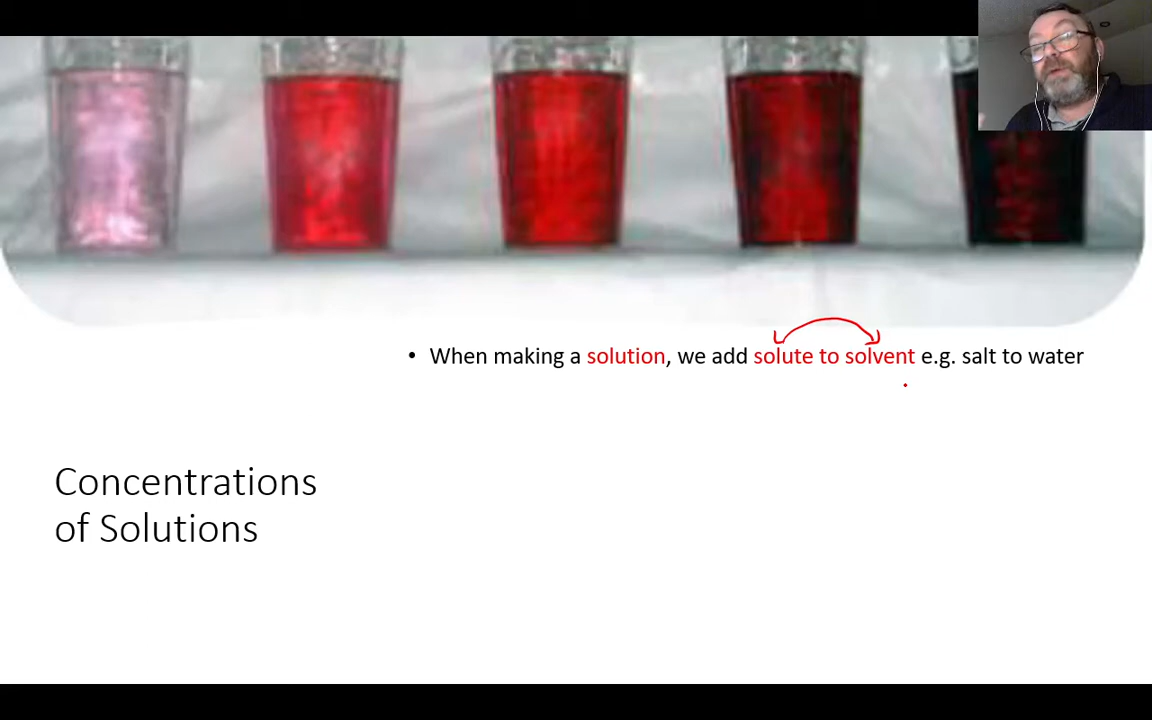 • When making a solution, we add solute to solvent e.g. salt to water
Concentrations
of Solutions